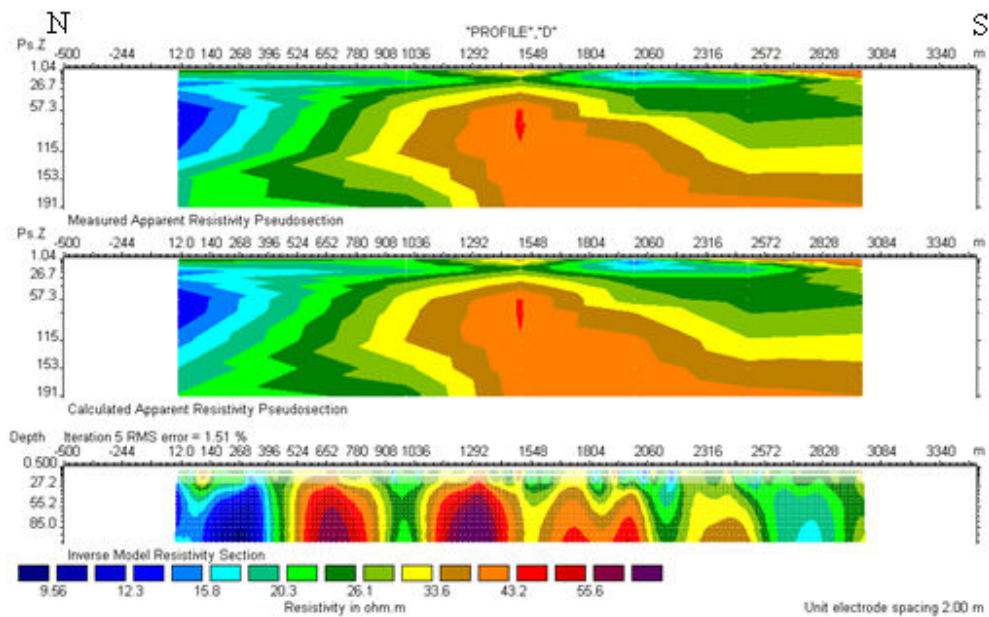 N S
"PROFILE","D"
Ps.Z -500 -244 12.0 140 268 396 524 652 780 908 1036 1292 1548 1804 2060 2316 2572 2828 3084 3340 m
1.04
26.7
57.3
115.
153.
191.
Measured Apparent Resistivity Pseudosection
Ps.Z -500 -244 12.0 140 268 396 524 652 780 908 1036 1292 1548 1804 2060 2316 2572 2828 3084 3340 m
1.04
26.7
57.3
115.
153.
191.
Calculated Apparent Resistivity Pseudosection
Depth Iteration 5 RMS error = 1.51 %
-500 -244 12.0 140 268 396 524 652 780 908 1036 1292 1548 1804 2060 2316 2572 2828 3084 3340 m
0.500
27.2
55.2
85.0
Inverse Model Resistivity Section
9.56 12.3 15.8 20.3 26.1 33.6 43.2 55.6
Resistivity in ohm.m Unit electrode spacing 2.00 m